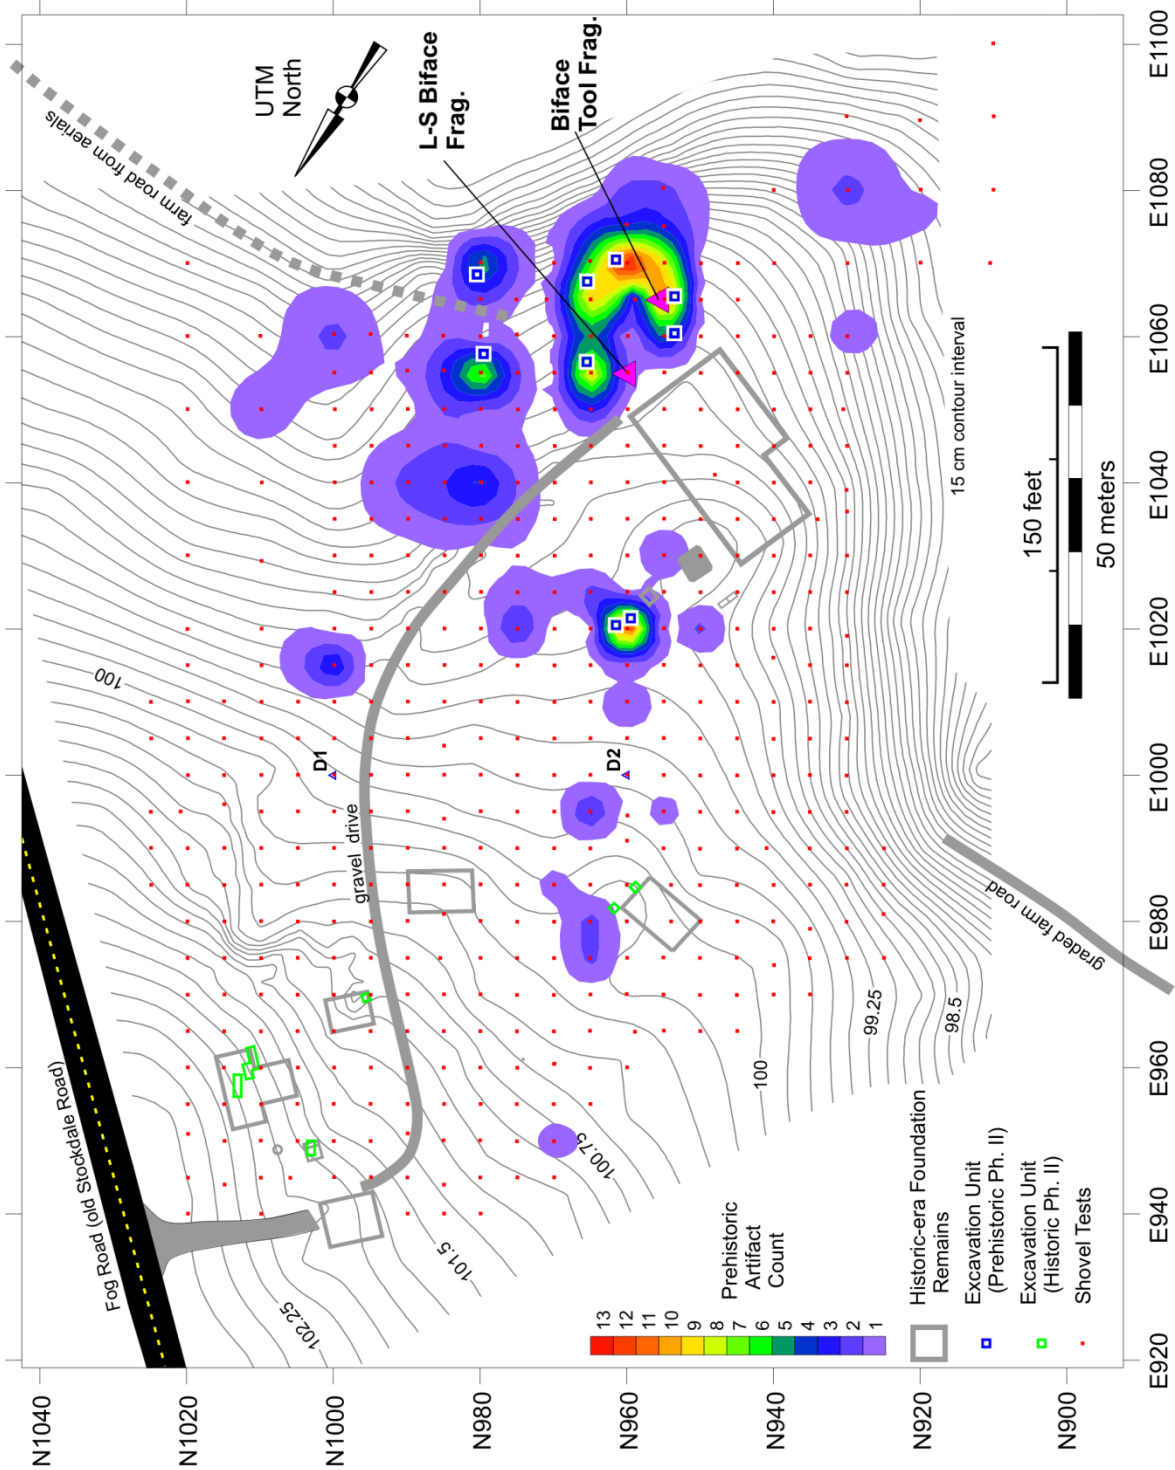 UTM
North
L-S Biface
Frag.
Biface
Tool Frag.
farm road from aerials
15 cm contour interval
150 feet
50 meters
100
D1
D2
gravel drive
graded farm road
Fog Road (old Stockdale Road)
99.25
98.5
100
100.75
101.5
102.25
Prehistoric
Artifact
Count
13
12
11
10
9
8
7
6
5
4
3
2
1
Historic-era Foundation
Remains
Excavation Unit
(Prehistoric Ph. II)
Excavation Unit
(Historic Ph. II)
Shovel Tests
N1040
N1020
N1000
N980
N960
N940
N920
N900
E920
E940
E960
E980
E1000
E1020
E1040
E1060
E1080
E1100